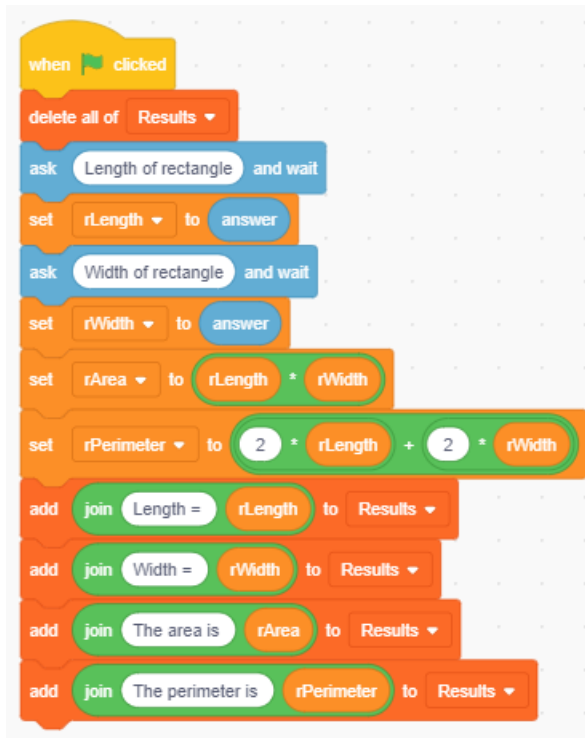 when clicked
delete all of Results
ask Length of rectangle and wait
set rLength to answer
ask Width of rectangle and wait
set rWidth to answer
set rArea to rLength * rWidth
set rPerimeter to 2 * rLength + 2 * rWidth
add join Length = rLength to Results
add join Width = rWidth to Results
add join The area is rArea to Results
add join The perimeter is rPerimeter to Results